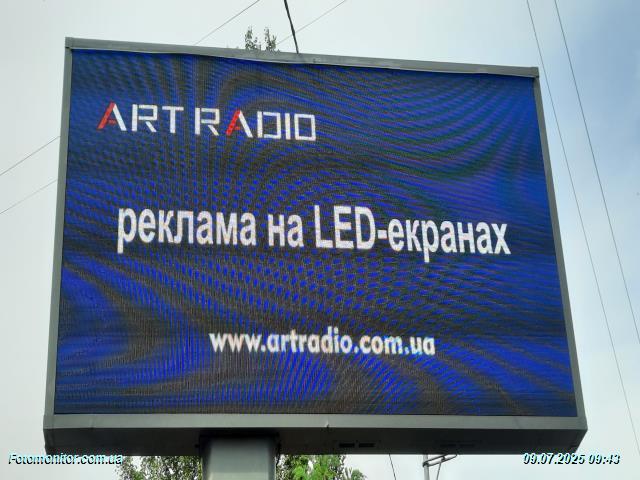 ART RADIO
реклама на LED-екранах
www.artradio.com.ua
Fotomonitor.com.ua
09.07.2025 09:43